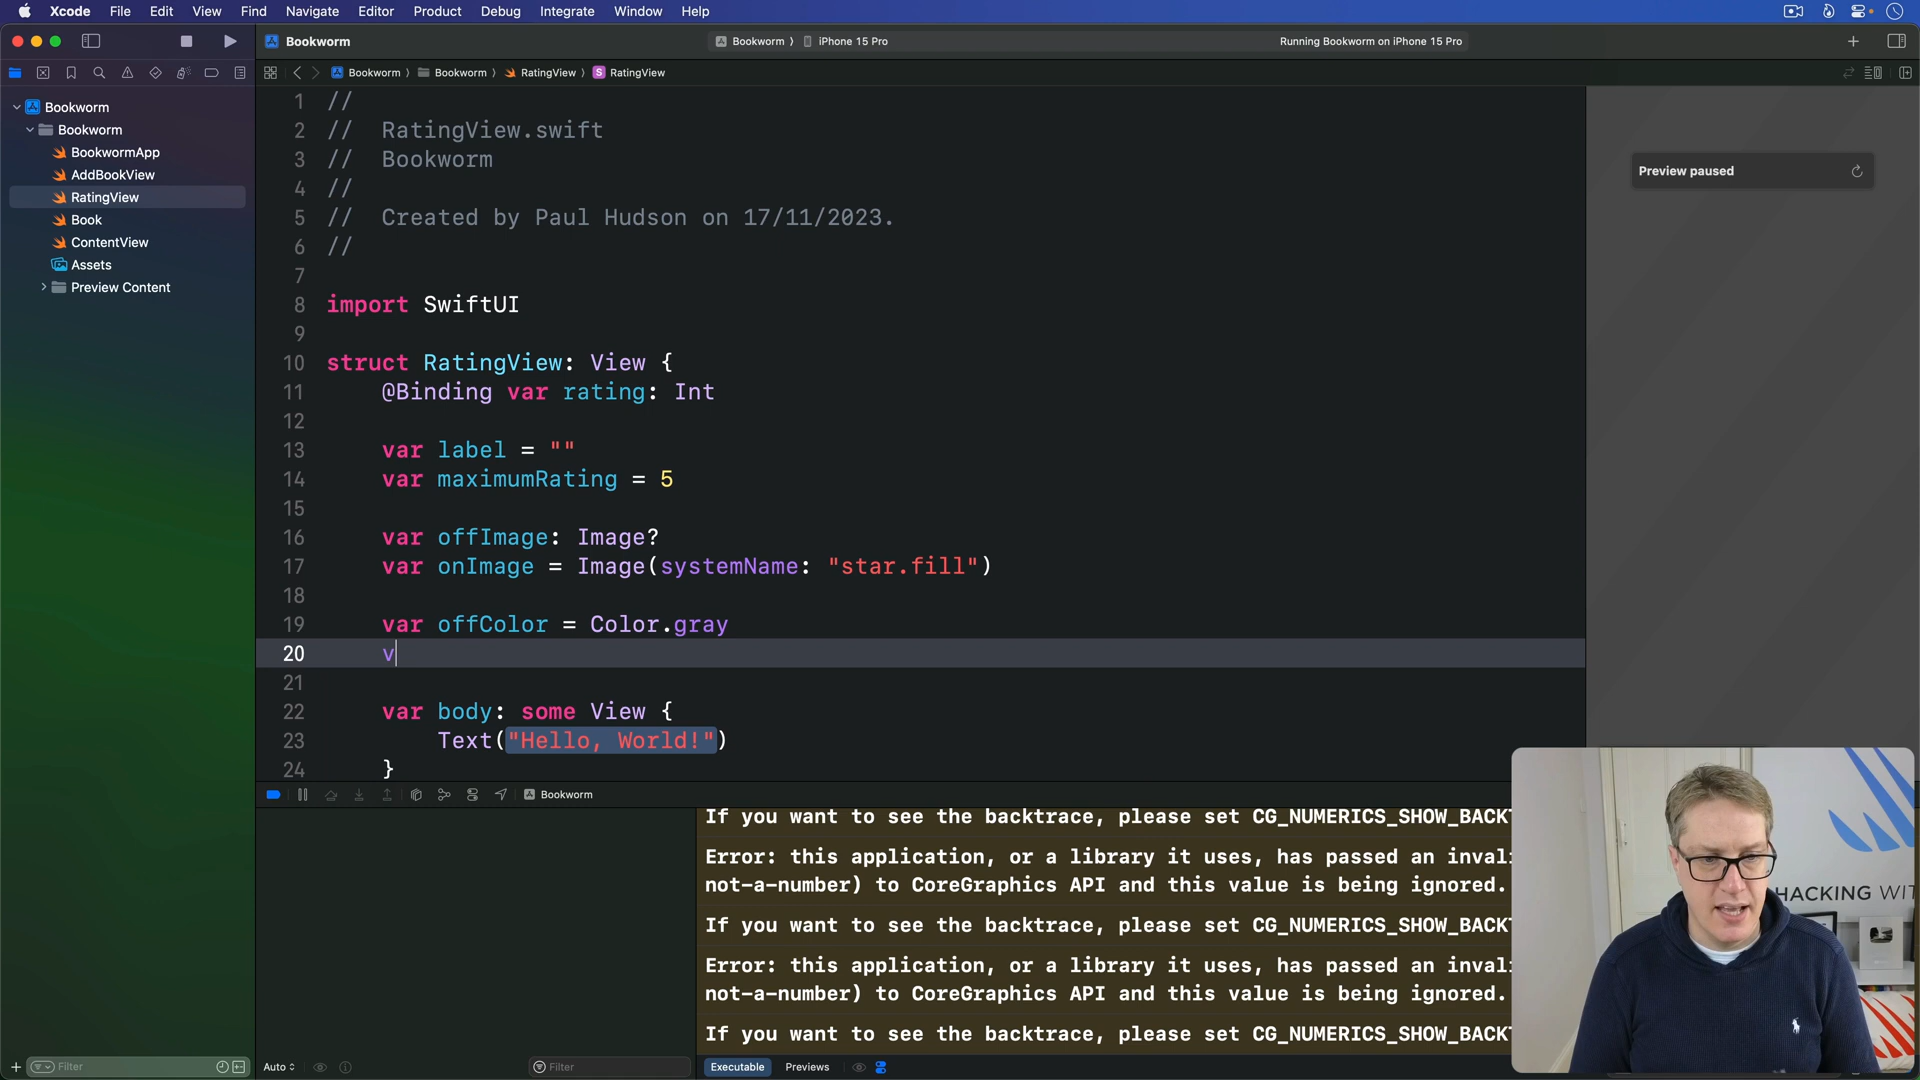 Xcode File Edit View Find Navigate Editor Product Debug Integrate Window Help
Bookworm
Bookworm 〉 iPhone 15 Pro
Running Bookworm on iPhone 15 Pro
Bookworm 〉 Bookworm 〉 RatingView 〉 S RatingView
Bookworm
Bookworm
BookwormApp
AddBookView
RatingView
Book
ContentView
Assets
Preview Content
1 //
2 // RatingView.swift
3 // Bookworm
4 //
5 // Created by Paul Hudson on 17/11/2023.
6 //
7
8 import SwiftUI
9
10 struct RatingView: View {
11 @Binding var rating: Int
12
13 var label = ""
14 var maximumRating = 5
15
16 var offImage: Image?
17 var onImage = Image(systemName: "star.fill")
18
19 var offColor = Color.gray
20 v
21
22 var body: some View {
23 Text("Hello, World!")
24 }
Preview paused
Bookworm
If you want to see the backtrace, please set CG_NUMERICS_SHOW_BACKT
Error: this application, or a library it uses, has passed an invali
not-a-number) to CoreGraphics API and this value is being ignored.
If you want to see the backtrace, please set CG_NUMERICS_SHOW_BACKT
Error: this application, or a library it uses, has passed an invali
not-a-number) to CoreGraphics API and this value is being ignored.
If you want to see the backtrace, please set CG_NUMERICS_SHOW_BACKT
HACKING WIT
Filter
Auto
Filter
Executable Previews